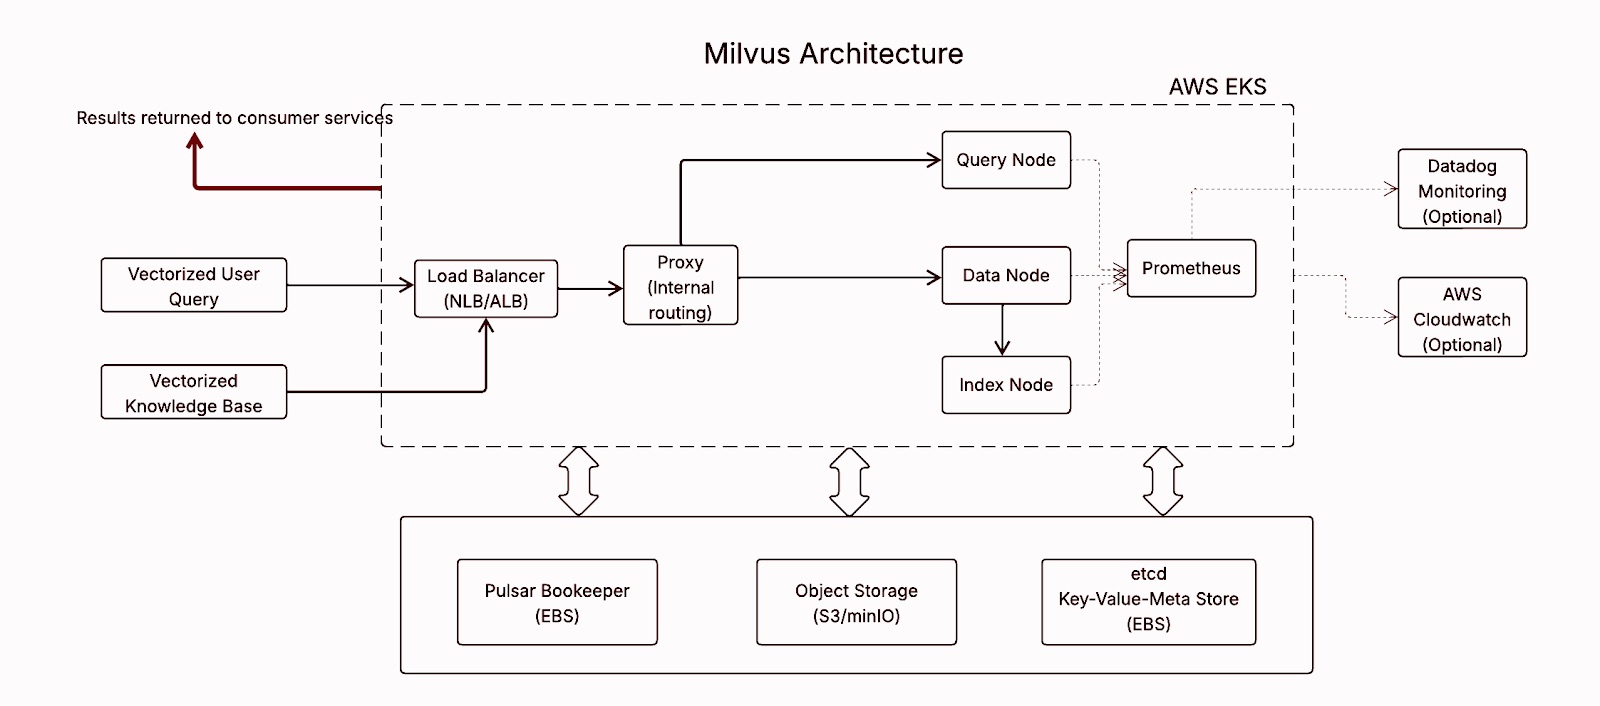 Milvus Architecture
AWS EKS
Results returned to consumer services
Query Node
Datadog
Monitoring
(Optional)
Vectorized User
Query
Load Balancer
(NLB/ALB)
Proxy
(Internal
routing)
Data Node
Prometheus
AWS
Cloudwatch
(Optional)
Vectorized
Knowledge Base
Index Node
Pulsar Bookeeper
(EBS)
Object Storage
(S3/minIO)
etcd
Key-Value-Meta Store
(EBS)